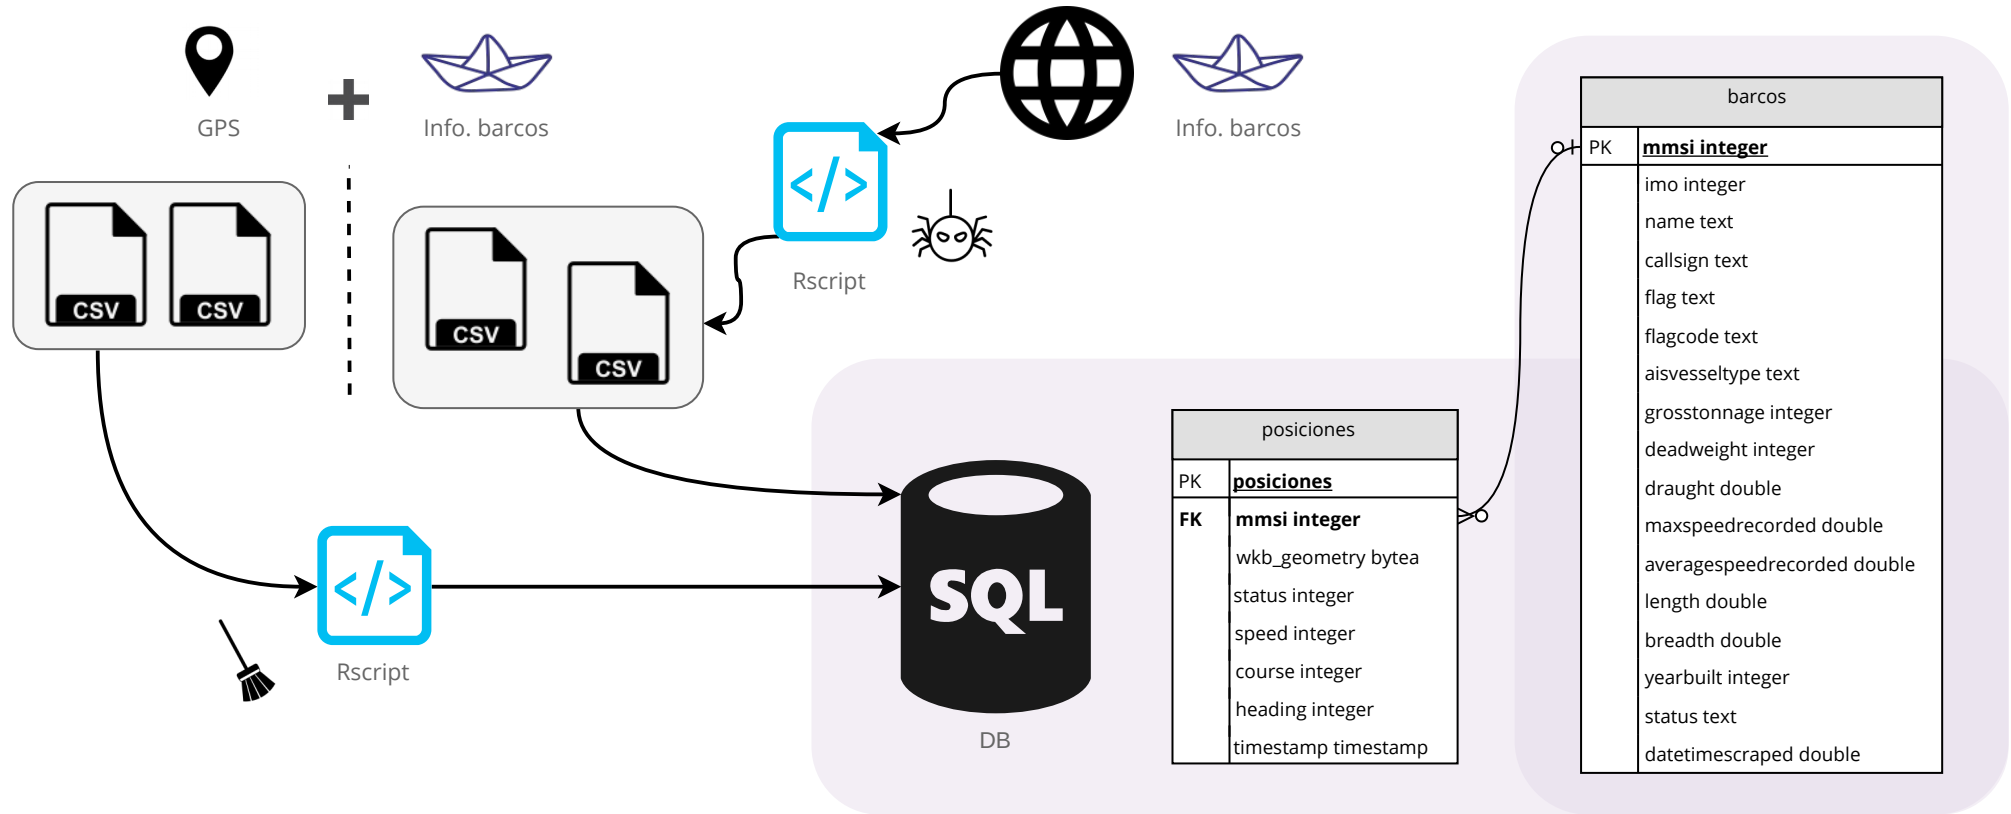 GPS
Info. barcos
Info. barcos
CSV
CSV
CSV
CSV
</>
Rscript
</>
Rscript
SQL
DB
posiciones
PK posiciones
FK mmsi integer
wkb_geometry bytea
status integer
speed integer
course integer
heading integer
timestamp timestamp
barcos
PK mmsi integer
imo integer
name text
callsign text
flag text
flagcode text
aisvesseltype text
grosstonnage integer
deadweight integer
draught double
maxspeedrecorded double
averagespeedrecorded double
length double
breadth double
yearbuilt integer
status text
datetimescraped double